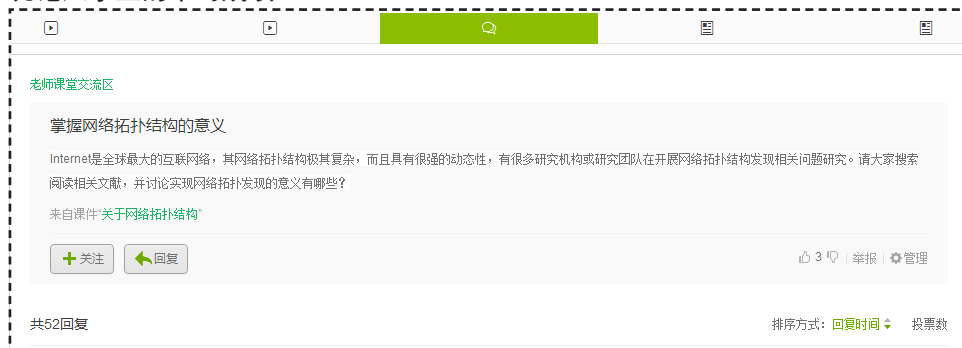 老师课堂交流区
掌握网络拓扑结构的意义
Internet是全球最大的互联网络，其网络拓扑结构极其复杂，而且具有很强的动态性，有很多研究机构或研究团队在开展网络拓扑结构发现相关问题研究。请大家搜索
阅读相关文献，并讨论实现网络拓扑发现的意义有哪些？
来自课件“关于网络拓扑结构”
关注 回复 3 举报 管理
共52回复 排序方式：回复时间 投票数